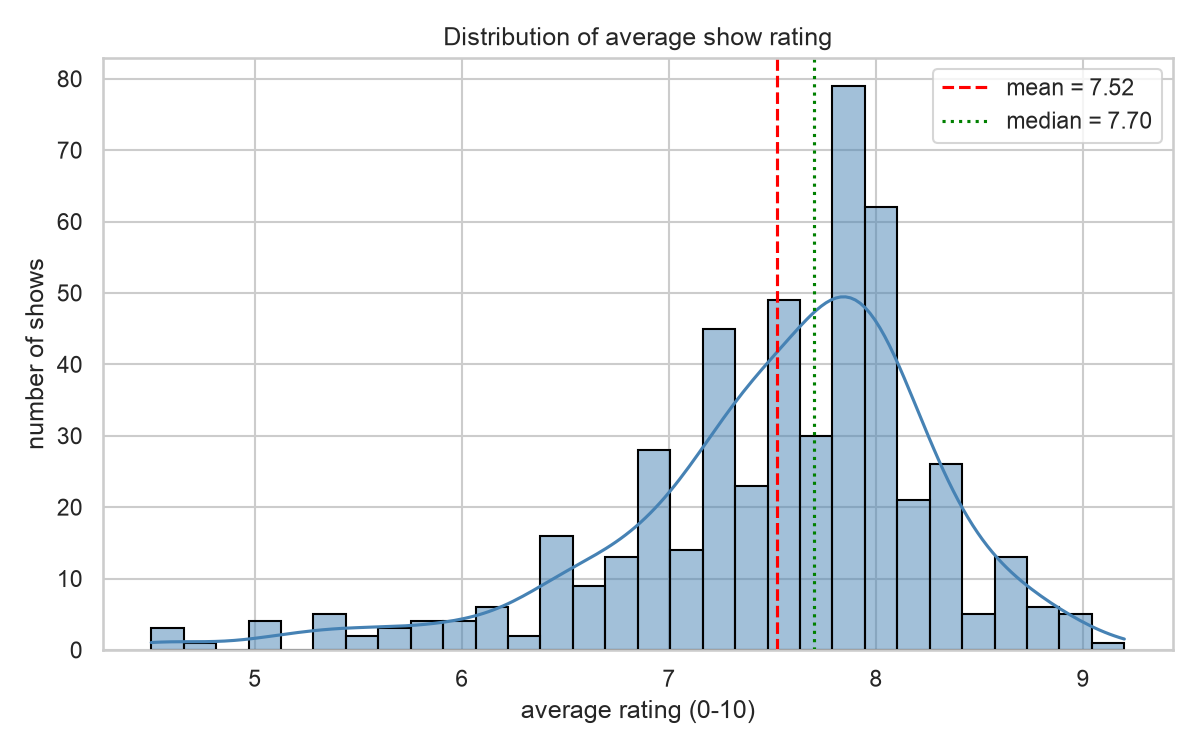 Distribution of average show rating
mean = 7.52
median = 7.70
number of shows
80
70
60
50
40
30
20
10
0
5
6
7
8
9
average rating (0-10)